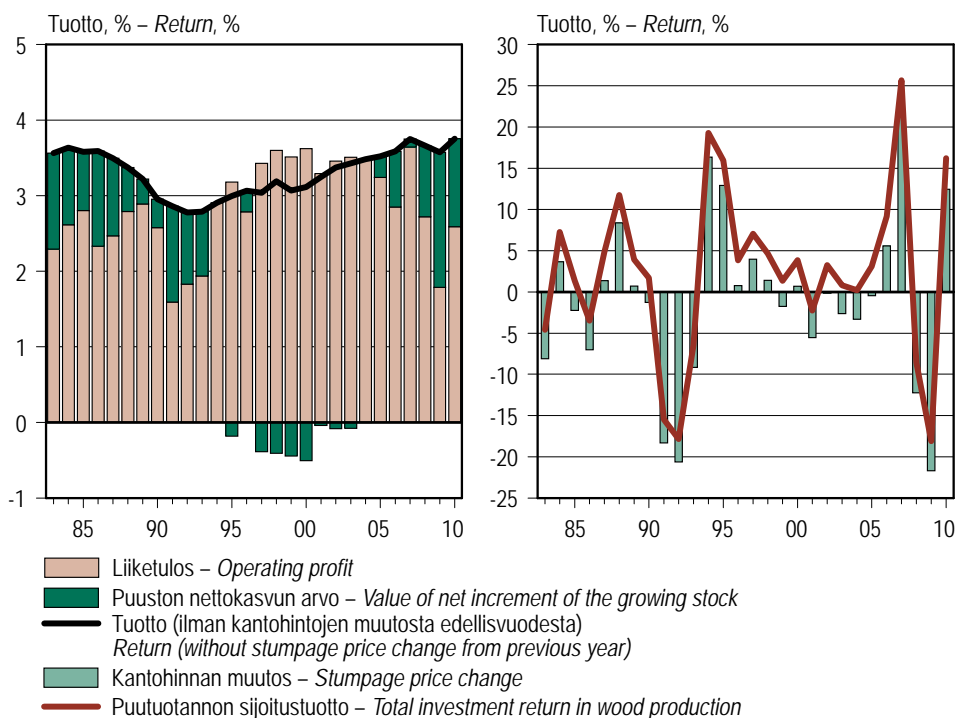 Tuotto, % – Return, %
5
4
3
2
1
0
-1
85 90 95 00 05 10
Tuotto, % – Return, %
30
25
20
15
10
5
0
-5
-10
-15
-20
-25
85 90 95 00 05 10
Liiketulos – Operating profit
Puuston nettokasvun arvo – Value of net increment of the growing stock
Tuotto (ilman kantohintojen muutosta edellisvuodesta)
Return (without stumpage price change from previous year)
Kantohinnan muutos – Stumpage price change
Puutuotannon sijoitustuotto – Total investment return in wood production